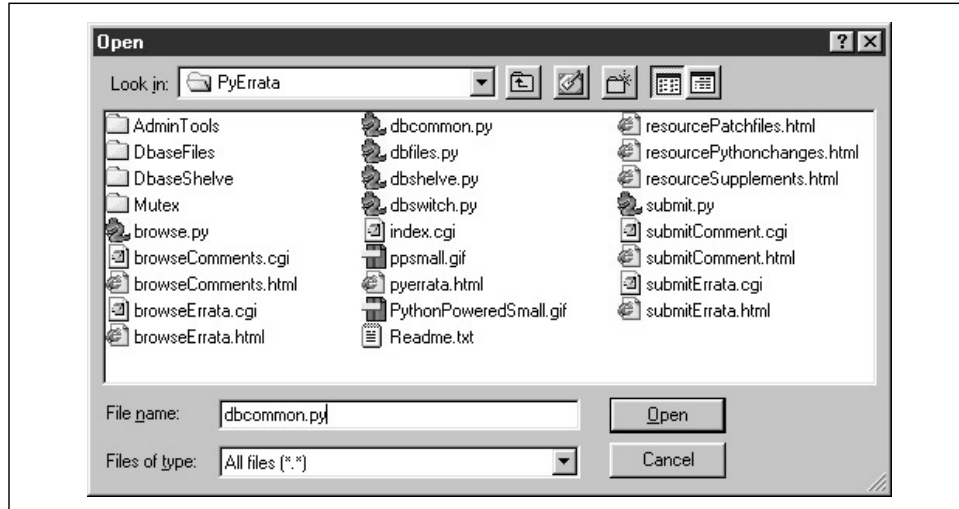 Open
Look in: PyErrata
AdminTools
DbaseFiles
DbaseShelve
Mutex
browse.py
browseComments.cgi
browseComments.html
browseErrata.cgi
browseErrata.html
dbcommon.py
dbfiles.py
dbshelve.py
dbswitch.py
index.cgi
ppsmall.gif
pyerrata.html
PythonPoweredSmall.gif
Readme.txt
resourcePatchfiles.html
resourcePythonchanges.html
resourceSupplements.html
submit.py
submitComment.cgi
submitComment.html
submitErrata.cgi
submitErrata.html
File name: dbcommon.py
Open
Files of type: All files (*.*)
Cancel